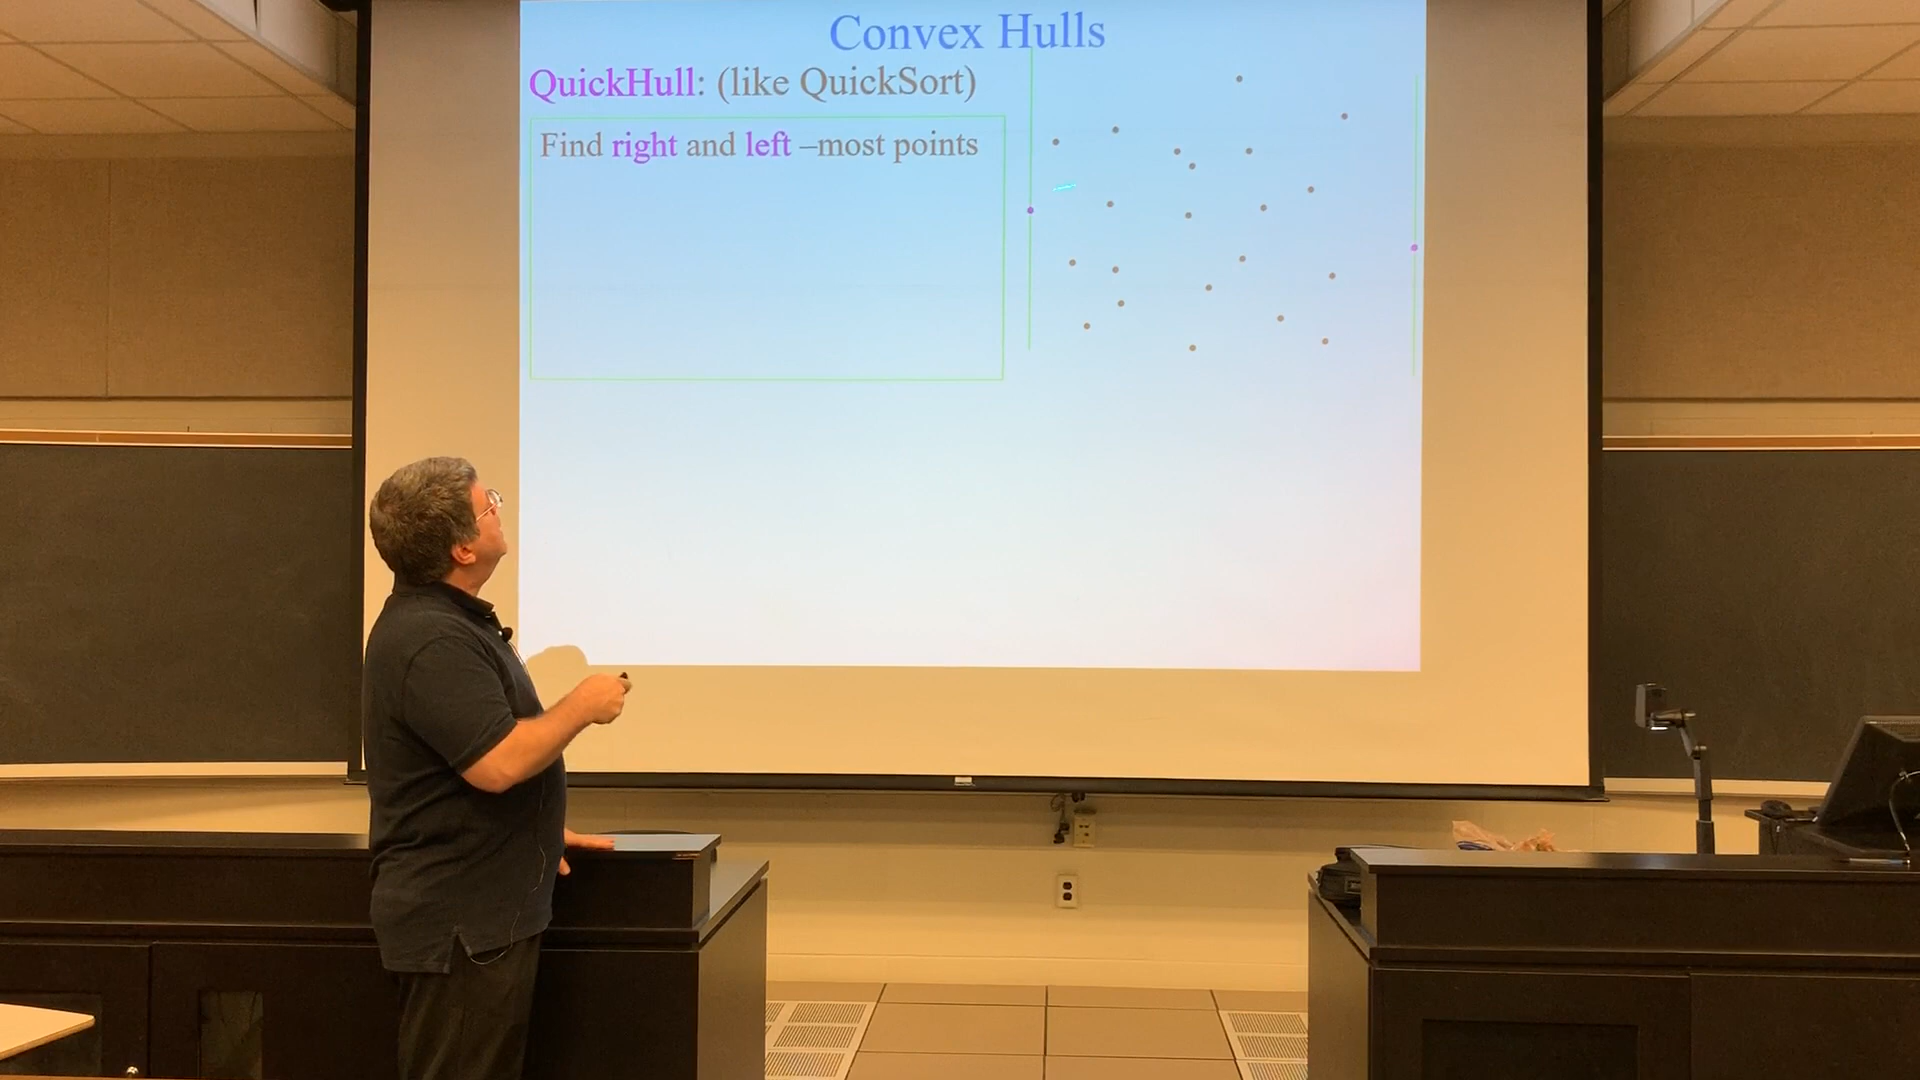 Convex Hulls
QuickHull: (like QuickSort)
Find right and left –most points